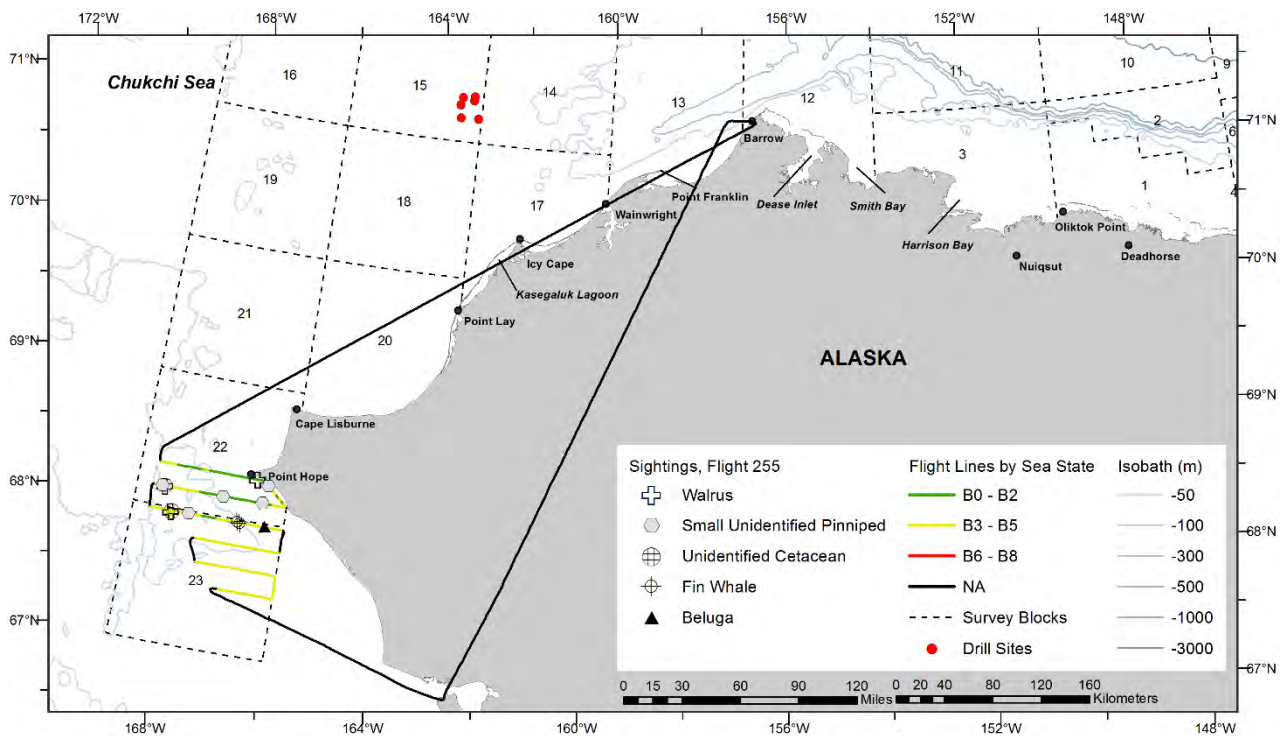 172°W 168°W 164°W 160°W 156°W 152°W 148°W
71°N
Chukchi Sea
16
15
14
13
12
11
10
9
71°N
2
6
Barrow
3
1
4
19
18
17
70°N
Point Franklin
Dease Inlet
Smith Bay
Wainwright
Oliktok Point
Harrison Bay
Icy Cape
Nuiqsut
Deadhorse
70°N
Kasegaluk Lagoon
21
Point Lay
69°N
20
ALASKA
69°N
Cape Lisburne
22
Point Hope
68°N
68°N
23
67°N
67°N
Sightings, Flight 255
Walrus
Small Unidentified Pinniped
Unidentified Cetacean
Fin Whale
Beluga
Flight Lines by Sea State
B0 - B2
B3 - B5
B6 - B8
NA
Survey Blocks
Drill Sites
Isobath (m)
-50
-100
-300
-500
-1000
-3000
0 15 30 60 90 120
Miles
0 20 40 80 120 160
Kilometers
168°W 166°W 164°W 160°W 156°W 152°W 148°W